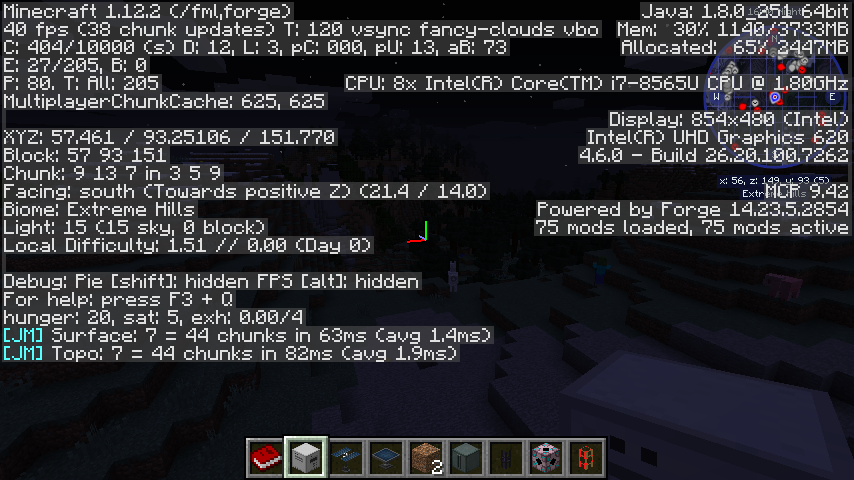 Minecraft 1.12.2 (/fml,forge)
40 fps (38 chunk updates) T: 120 vsync fancy-clouds vbo
C: 404/10000 (s) D: 12, L: 3, pC: 000, pU: 13, aB: 73
E: 27/205, B: 0
P: 80, T: All: 205
MultiplayerChunkCache: 625, 625
XYZ: 57.461 / 93.25106 / 151.770
Block: 57 93 151
Chunk: 9 13 7 in 3 5 9
Facing: south (Towards positive Z) (21.4 / 14.0)
Biome: Extreme Hills
Light: 15 (15 sky, 0 block)
Local Difficulty: 1.51 // 0.00 (Day 0)
Debug: Pie [shift]: hidden FPS [alt]: hidden
For help: press F3 + Q
hunger: 20, sat: 5, exh: 0.00/4
[JM] Surface: 7 = 44 chunks in 63ms (avg 1.4ms)
[JM] Topo: 7 = 44 chunks in 82ms (avg 1.9ms)
Java: 1.8.0_251 64bit
Mem: 30% 1140/3733MB
Allocated: 65% 2447MB
CPU: 8x Intel(R) Core(TM) i7-8565U CPU @ 1.80GHz
W
E
Display: 854x480 (Intel)
Intel(R) UHD Graphics 620
4.6.0 - Build 26.20.100.7262
x: 56, z: 149, y: 93 (5)
MCP 9.42
Powered by Forge 14.23.5.2854
75 mods loaded, 75 mods active
2